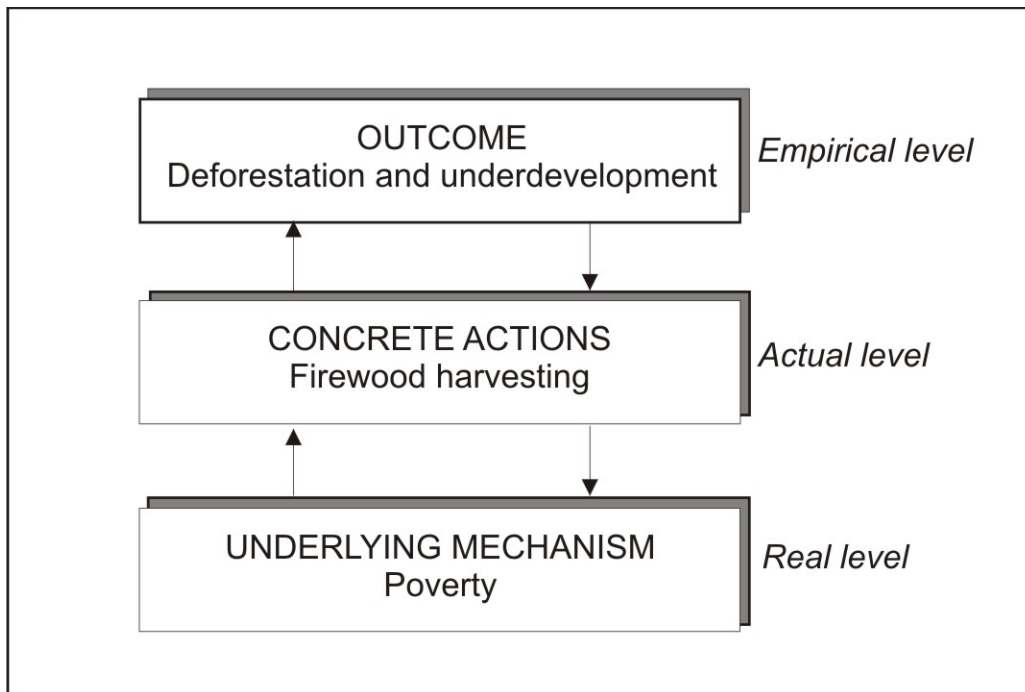 OUTCOME
Deforestation and underdevelopment
Empirical level
CONCRETE ACTIONS
Firewood harvesting
Actual level
UNDERLYING MECHANISM
Poverty
Real level